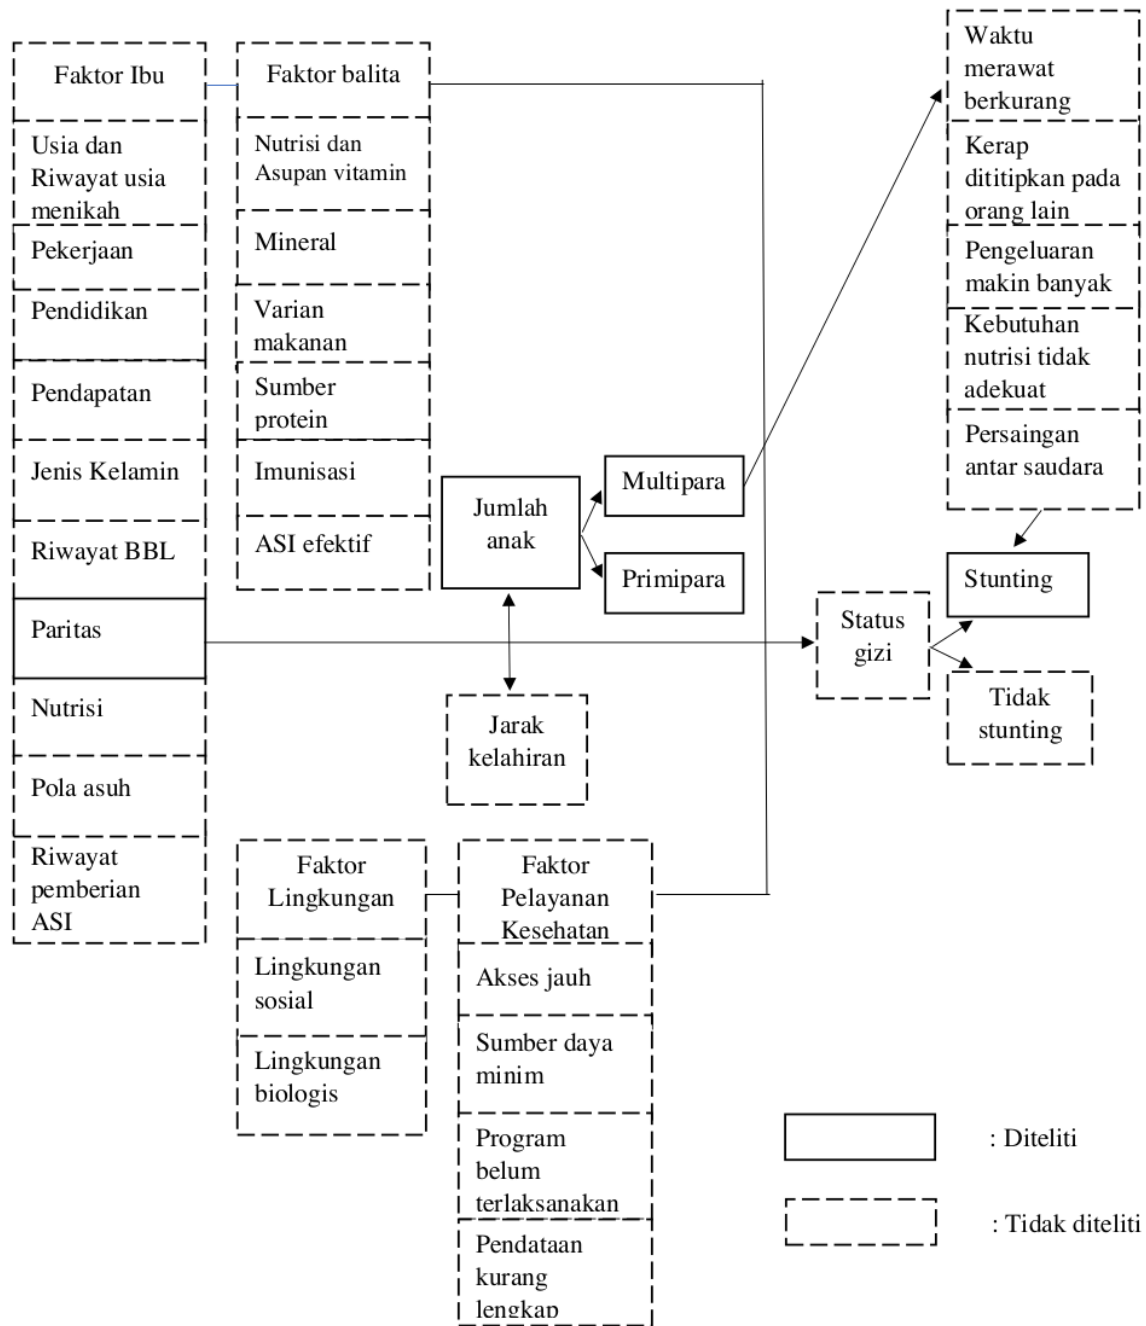 Faktor Ibu
Usia dan
Riwayat usia
menikah
Pekerjaan
Pendidikan
Pendapatan
Jenis Kelamin
Riwayat BBL
Paritas
Nutrisi
Pola asuh
Riwayat
pemberian
ASI
Faktor balita
Nutrisi dan
Asupan vitamin
Mineral
Varian
makanan
Sumber
protein
Imunisasi
ASI efektif
Jumlah
anak
Multipara
Primipara
Jarak
kelahiran
Status
gizi
Waktu
merawat
berkurang
Kerap
dititipkan pada
orang lain
Pengeluaran
makin banyak
Kebutuhan
nutrisi tidak
adekuat
Persaingan
antar saudara
Stunting
Tidak
stunting
Faktor
Lingkungan
Lingkungan
sosial
Lingkungan
biologis
Faktor
Pelayanan
Kesehatan
Akses jauh
Sumber daya
minim
Program
belum
terlaksanakan
Pendataan
kurang
lengkap
: Diteliti
: Tidak diteliti